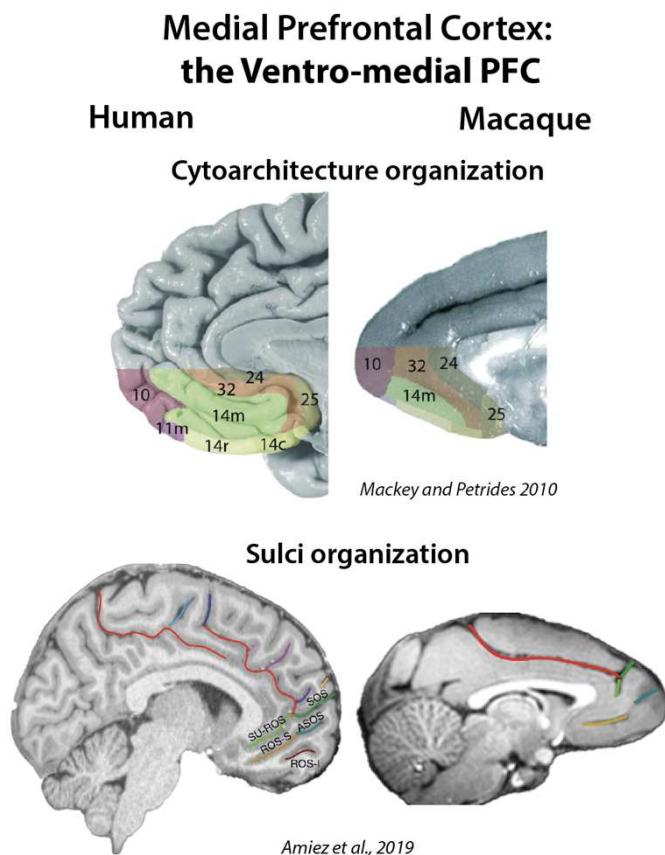 Medial Prefrontal Cortex:
the Ventro-medial PFC
Human Macaque
Cytoarchitecture organization
10
32
24
25
14m
11m
14r
14c
10
32
24
14m
25
Mackey and Petrides 2010
Sulci organization
SOS
SU-ROS
ASOS
ROS-S
ROS-I
Amiez et al., 2019